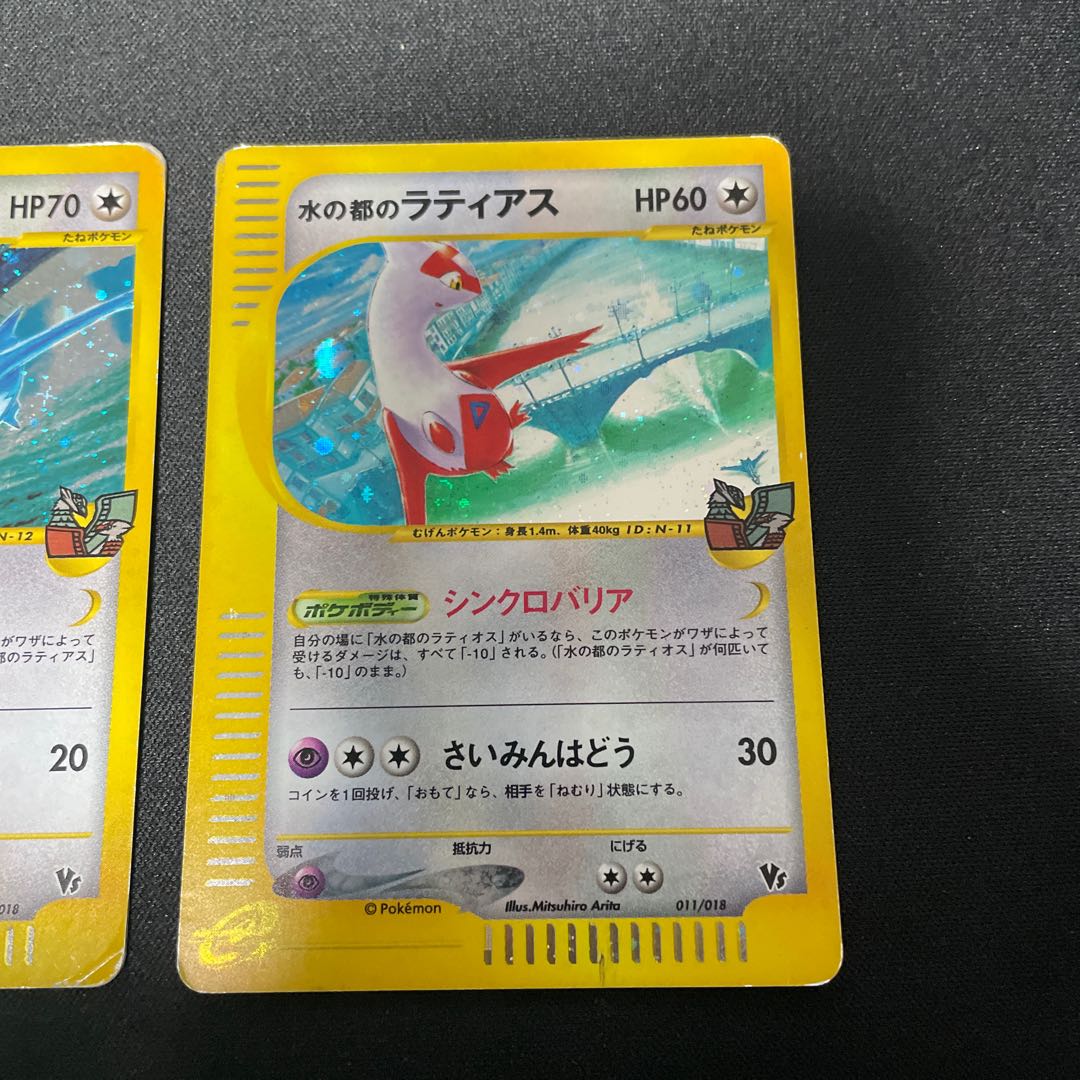 HP70
たねポケモン
N-12
がワザによって
都のラティアス」
20
Vs
018
水の都のラティアス HP60
たねポケモン
むげんポケモン：身長1.4m、体重40kg ID：N-11
特殊体質
ポケボディー シンクロバリア
自分の場に「水の都のラティオス」がいるなら、このポケモンがワザによって
受けるダメージは、すべて「-10」される。（「水の都のラティオス」が何匹いて
も、「-10」のまま。）
さいみんはどう 30
コインを1回投げ、「おもて」なら、相手を「ねむり」状態にする。
弱点 抵抗力 にげる
Vs
©Pokémon Illus.Mitsuhiro Arita 011/018